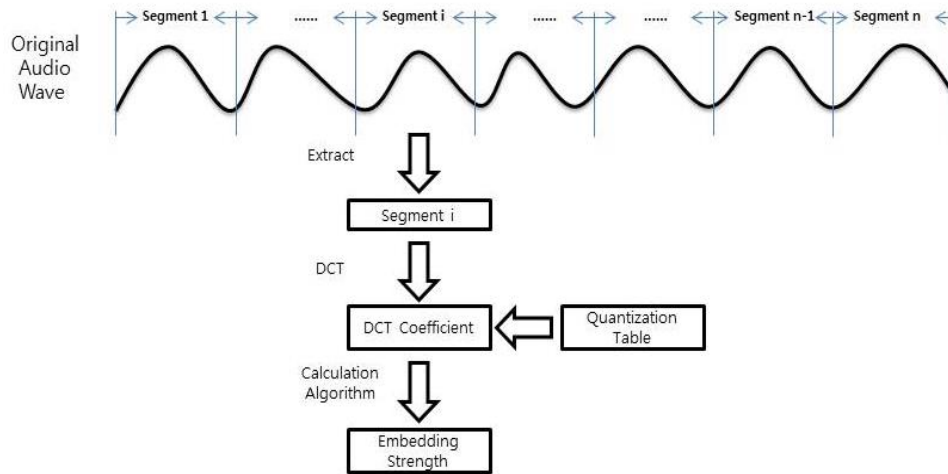 Segment 1 ...... Segment i ...... ...... Segment n-1 Segment n
Original
Audio
Wave
Extract
Segment i
DCT
DCT Coefficient
Quantization
Table
Calculation
Algorithm
Embedding
Strength